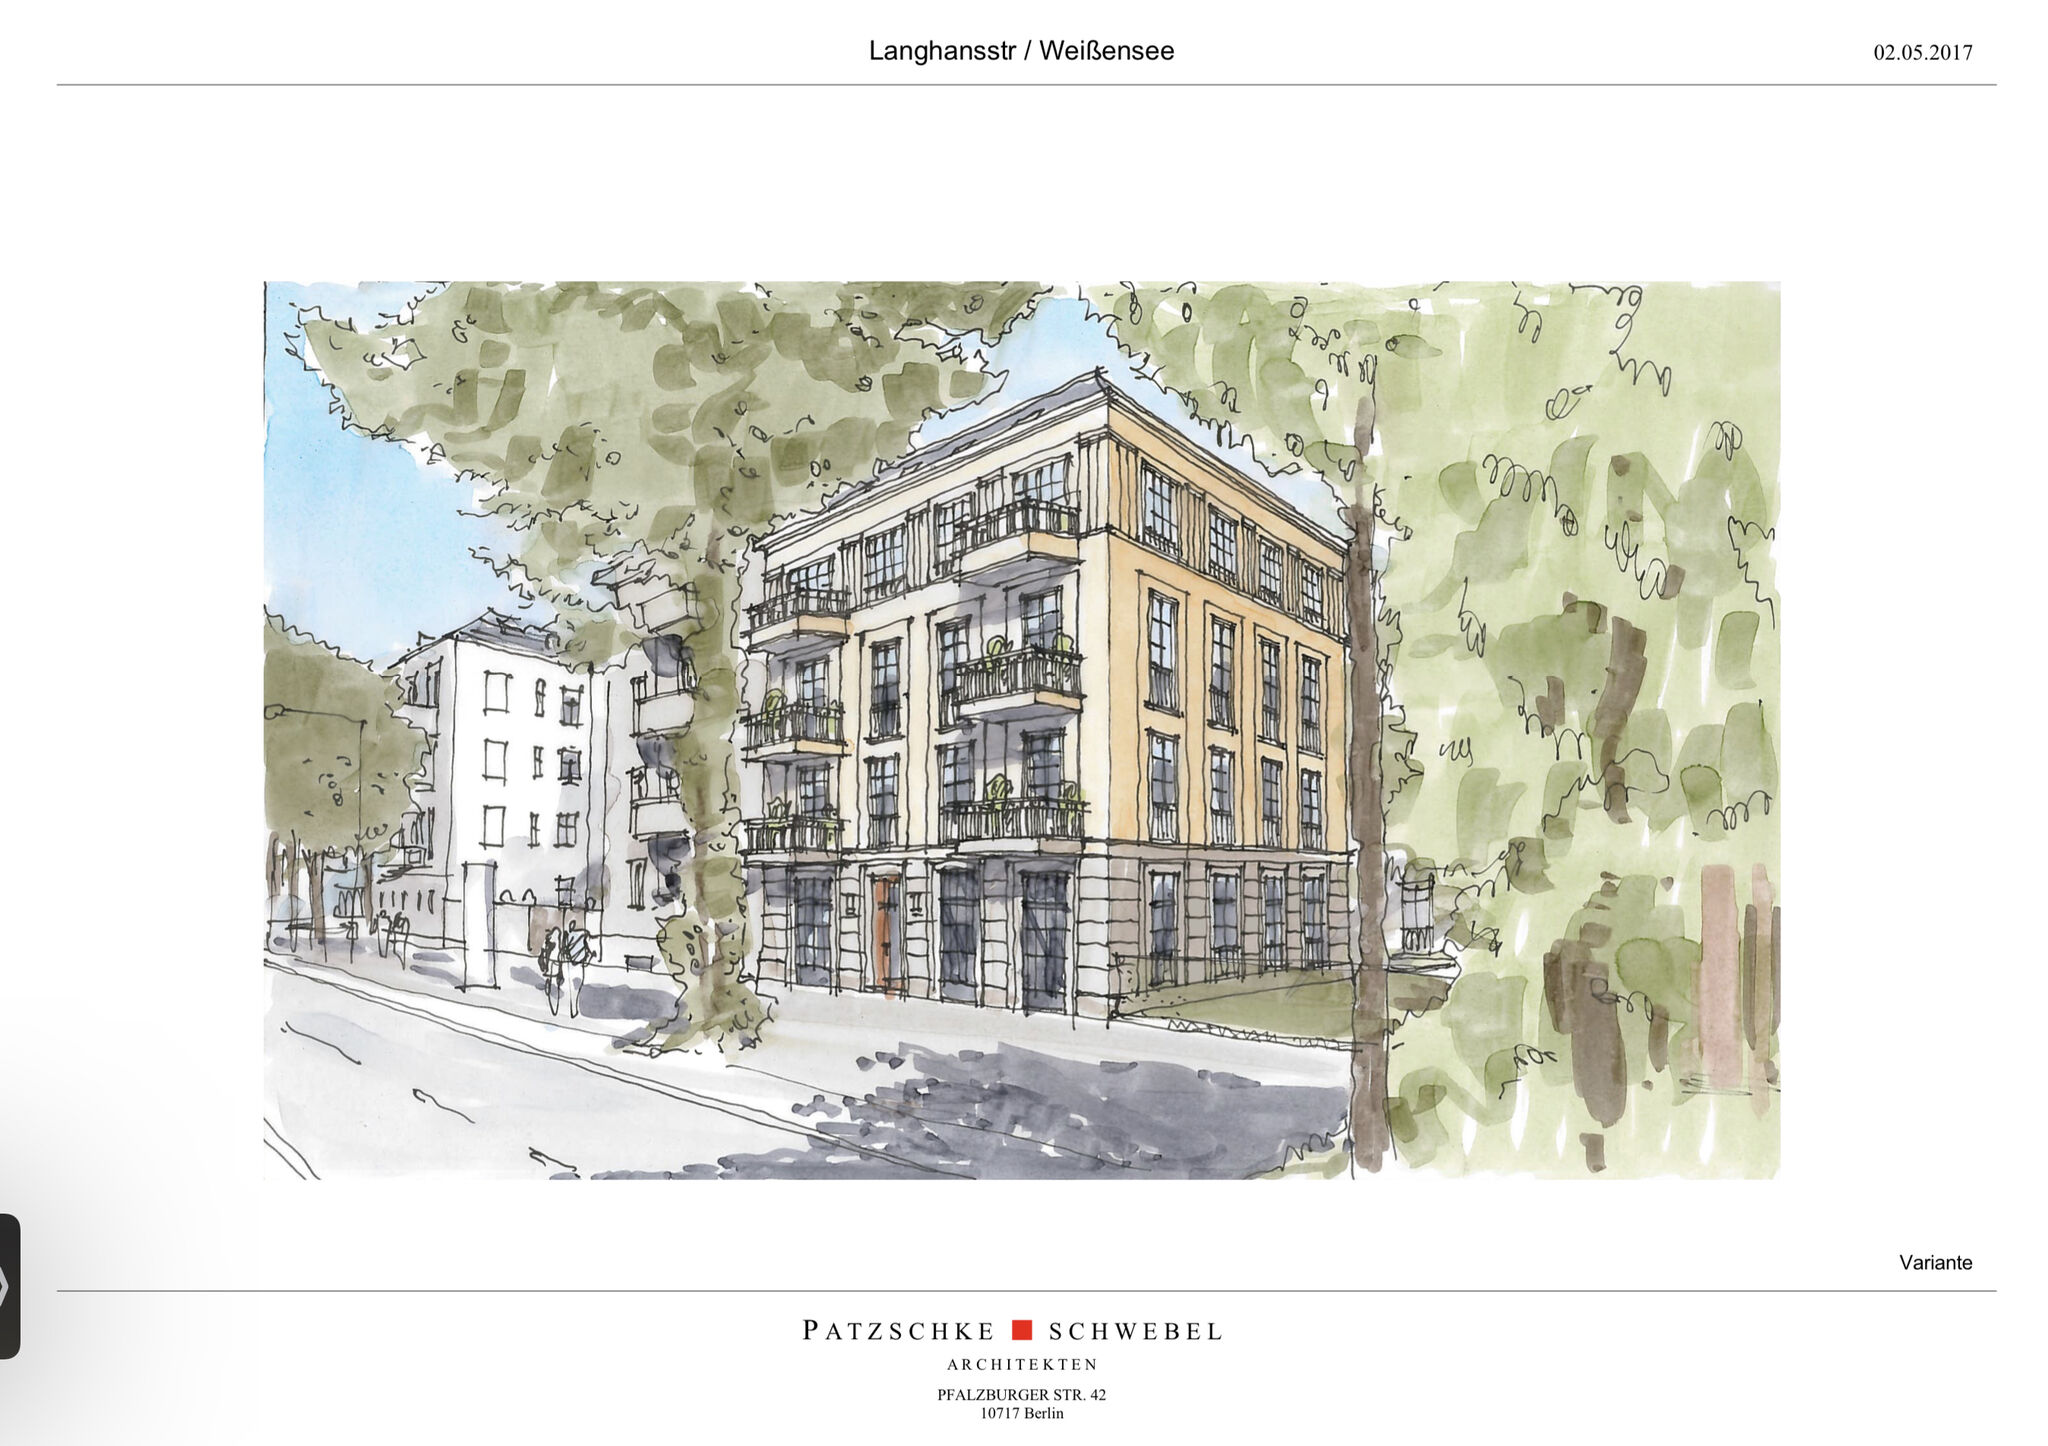 Langhansstr / Weißensee
02.05.2017
Variante
PATZSCHKE SCHWEBEL
ARCHITEKTEN
PFALZBURGER STR. 42
10717 Berlin